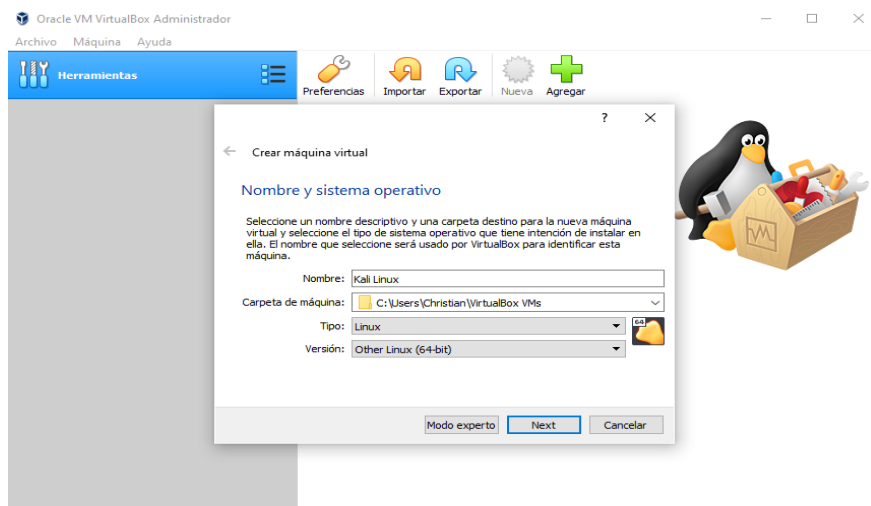 Oracle VM VirtualBox Administrador
Archivo Máquina Ayuda
Herramientas
Preferencias Importar Exportar Nueva Agregar
?
Crear máquina virtual
Nombre y sistema operativo
Seleccione un nombre descriptivo y una carpeta destino para la nueva máquina
virtual y seleccione el tipo de sistema operativo que tiene intención de instalar en
ella. El nombre que seleccione será usado por VirtualBox para identificar esta
máquina.
Nombre: Kali Linux
Carpeta de máquina: C:\Users\Christian\VirtualBox VMs
Tipo: Linux
64
Versión: Other Linux (64-bit)
Modo experto Next Cancelar